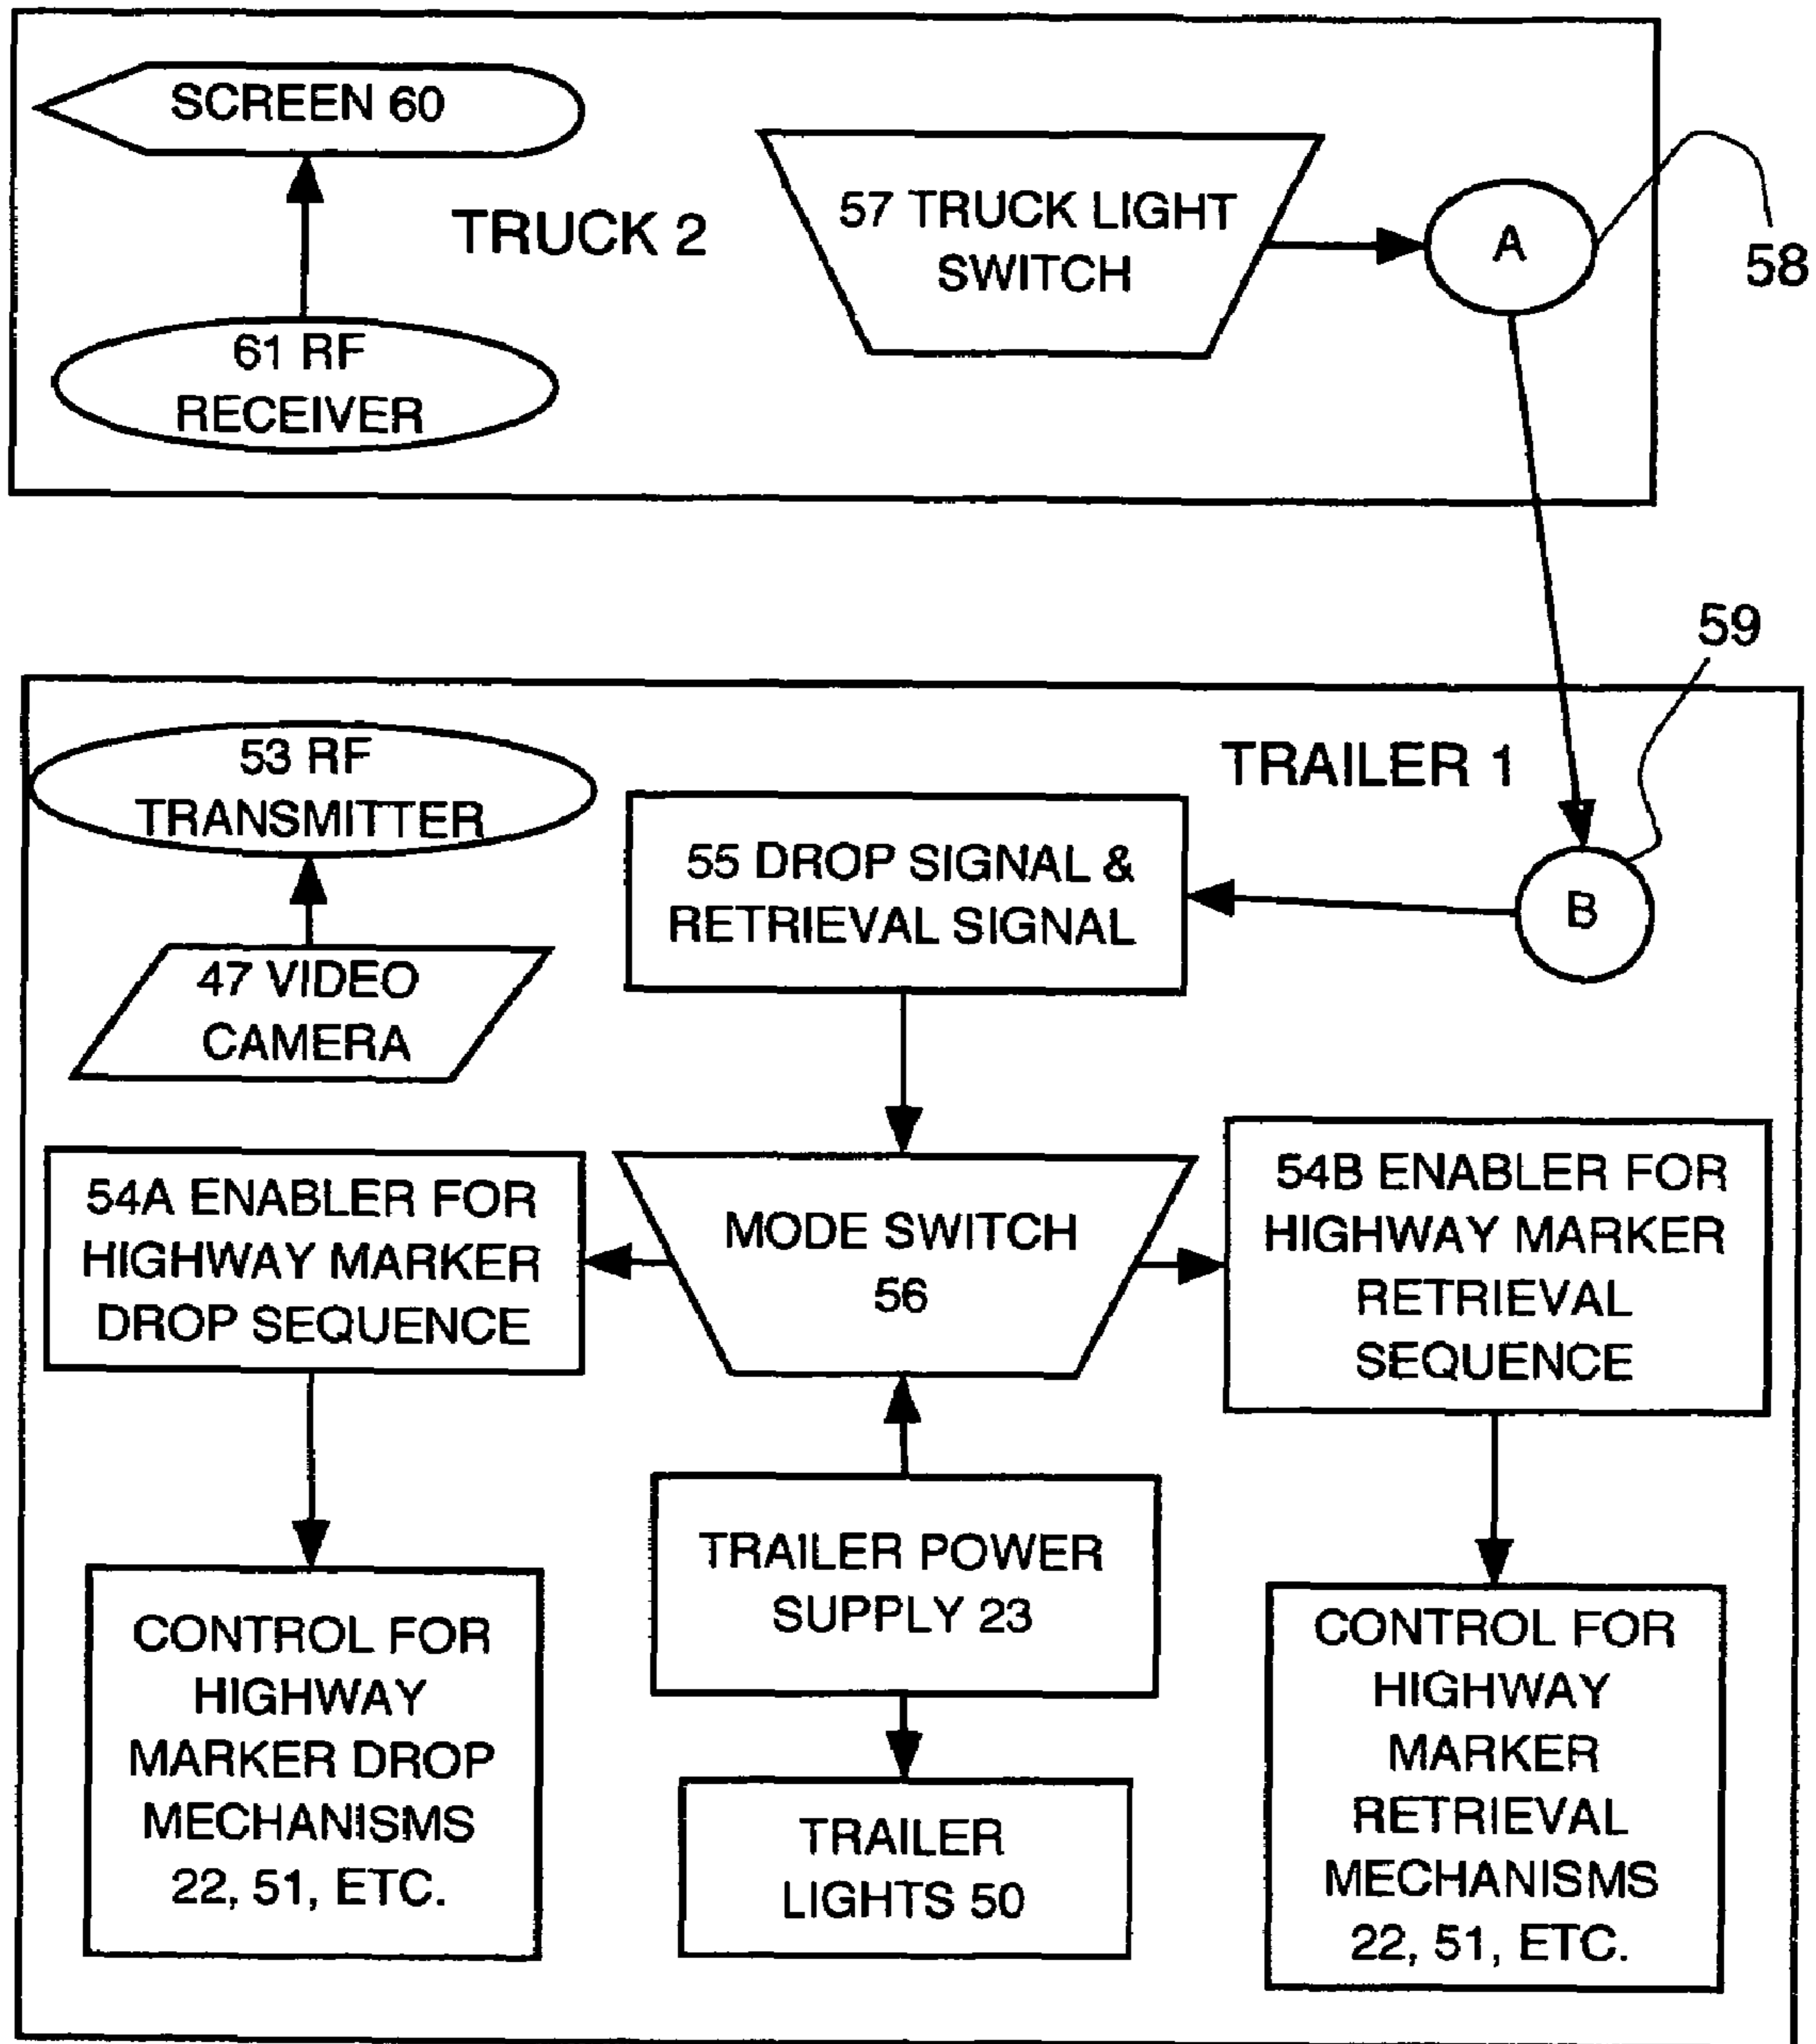 SCREEN 60
TRUCK 2
61 RF
RECEIVER
57 TRUCK LIGHT
SWITCH
A
58
59
TRAILER 1
53 RF
TRANSMITTER
47 VIDEO
CAMERA
55 DROP SIGNAL &
RETRIEVAL SIGNAL
B
54A ENABLER FOR
HIGHWAY MARKER
DROP SEQUENCE
MODE SWITCH
56
54B ENABLER FOR
HIGHWAY MARKER
RETRIEVAL
SEQUENCE
CONTROL FOR
HIGHWAY
MARKER DROP
MECHANISMS
22, 51, ETC.
TRAILER POWER
SUPPLY 23
TRAILER
LIGHTS 50
CONTROL FOR
HIGHWAY
MARKER
RETRIEVAL
MECHANISMS
22, 51, ETC.